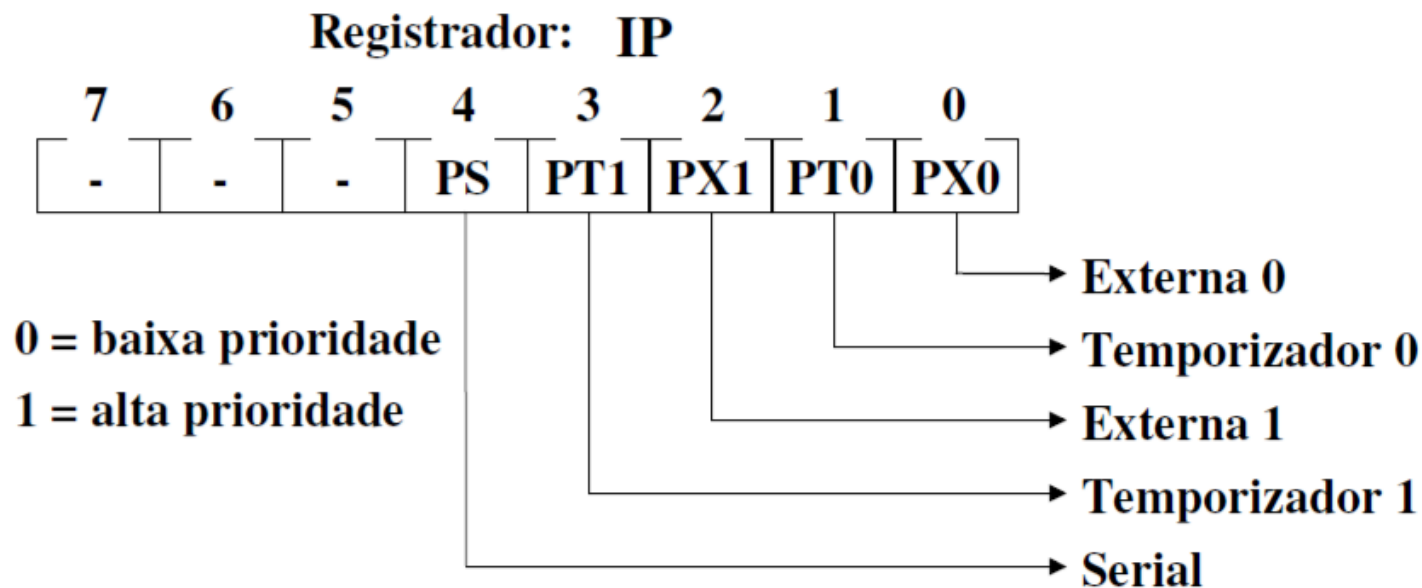 Registrador: IP
7 6 5 4 3 2 1 0
- - - PS PT1 PX1 PT0 PX0
Externa 0
0 = baixa prioridade
Temporizador 0
1 = alta prioridade
Externa 1
Temporizador 1
Serial